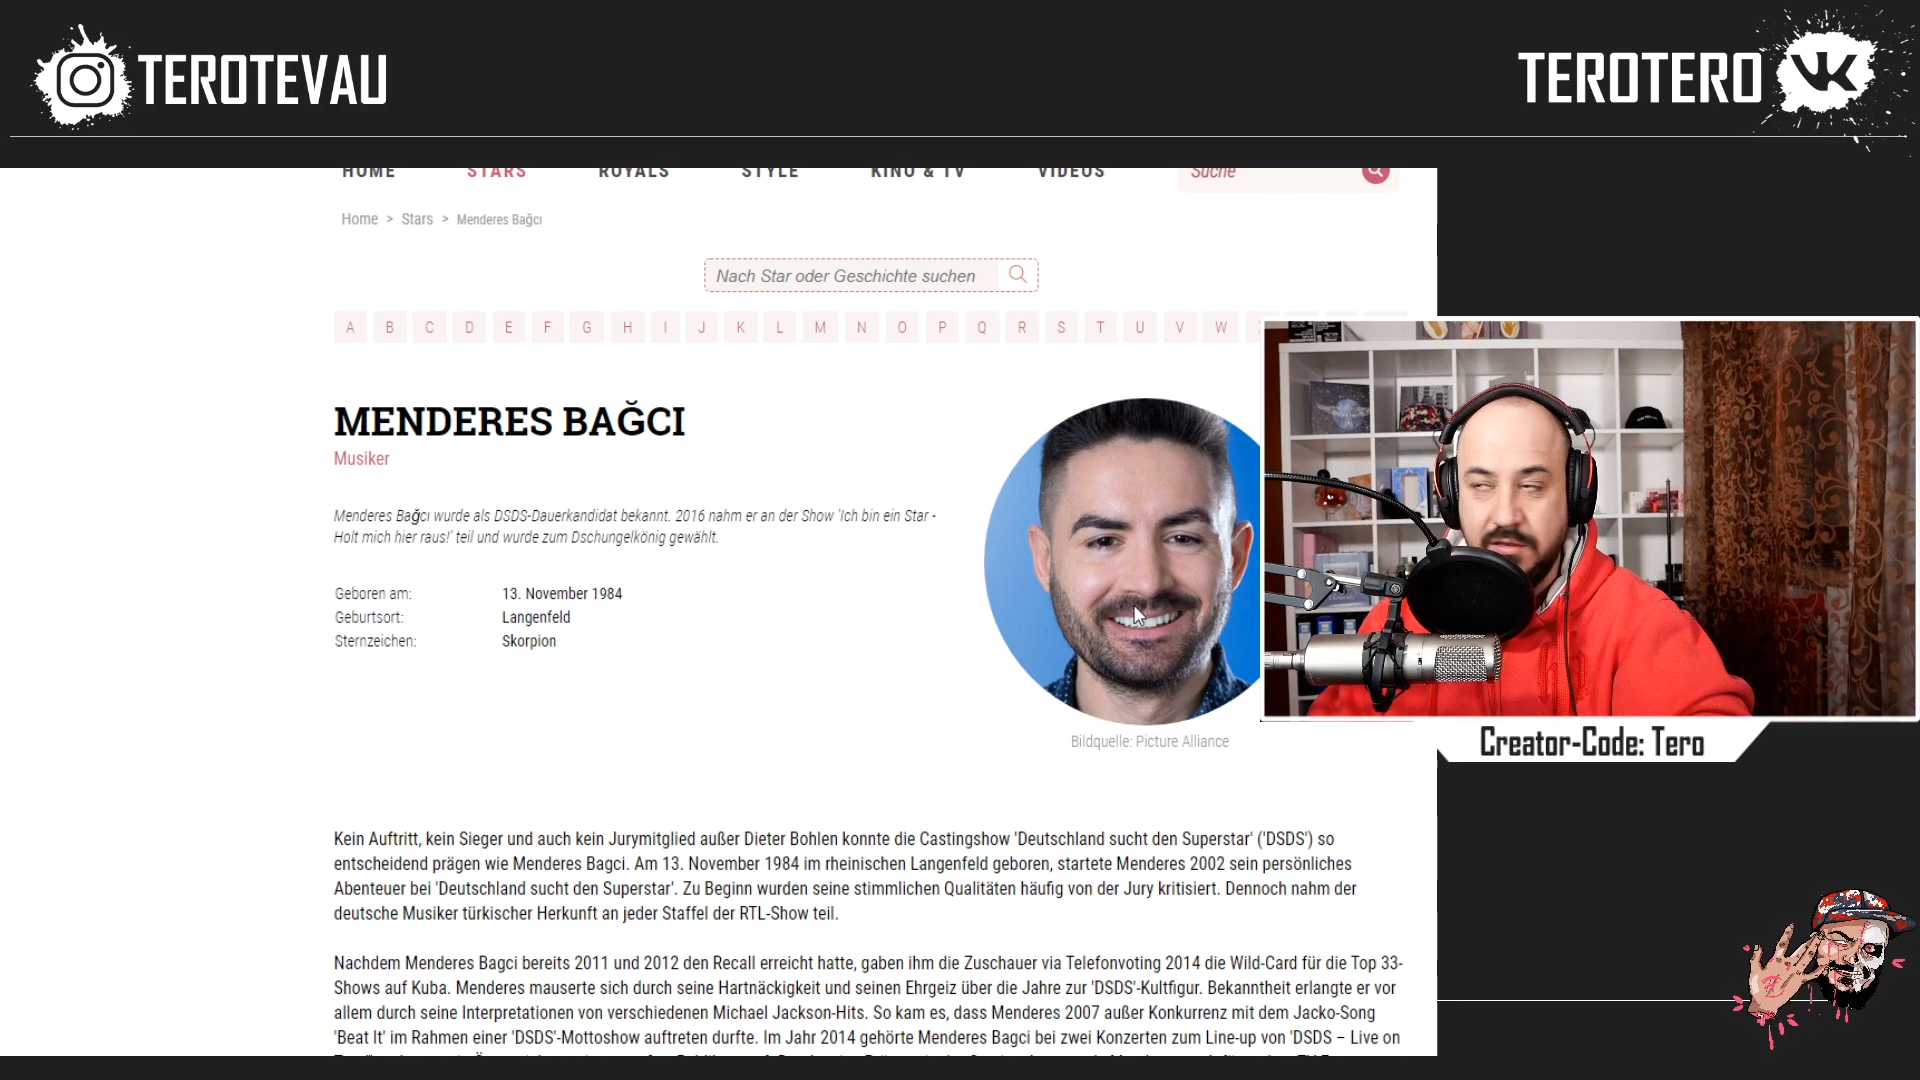 TEROTEVAU
TEROTERO
HOME STARS ROYALS STYLE KINO & TV VIDEOS Suche
Home > Stars > Menderes Bağcı
Nach Star oder Geschichte suchen
A B C D E F G H I J K L M N O P Q R S T U V W
MENDERES BAĞCI
Musiker
Menderes Bağcı wurde als DSDS-Dauerkandidat bekannt. 2016 nahm er an der Show 'Ich bin ein Star -
Holt mich hier raus!' teil und wurde zum Dschungelkönig gewählt.
Geboren am: 13. November 1984
Geburtsort: Langenfeld
Sternzeichen: Skorpion
Bildquelle: Picture Alliance
Creator-Code: Tero
Kein Auftritt, kein Sieger und auch kein Jurymitglied außer Dieter Bohlen konnte die Castingshow 'Deutschland sucht den Superstar' ('DSDS') so
entscheidend prägen wie Menderes Bagci. Am 13. November 1984 im rheinischen Langenfeld geboren, startete Menderes 2002 sein persönliches
Abenteuer bei 'Deutschland sucht den Superstar'. Zu Beginn wurden seine stimmlichen Qualitäten häufig von der Jury kritisiert. Dennoch nahm der
deutsche Musiker türkischer Herkunft an jeder Staffel der RTL-Show teil.
Nachdem Menderes Bagci bereits 2011 und 2012 den Recall erreicht hatte, gaben ihm die Zuschauer via Telefonvoting 2014 die Wild-Card für die Top 33-
Shows auf Kuba. Menderes mauserte sich durch seine Hartnäckigkeit und seinen Ehrgeiz über die Jahre zur 'DSDS'-Kultfigur. Bekanntheit erlangte er vor
allem durch seine Interpretationen von verschiedenen Michael Jackson-Hits. So kam es, dass Menderes 2007 außer Konkurrenz mit dem Jacko-Song
'Beat It' im Rahmen einer 'DSDS'-Mottoshow auftreten durfte. Im Jahr 2014 gehörte Menderes Bagci bei zwei Konzerten zum Line-up von 'DSDS – Live on